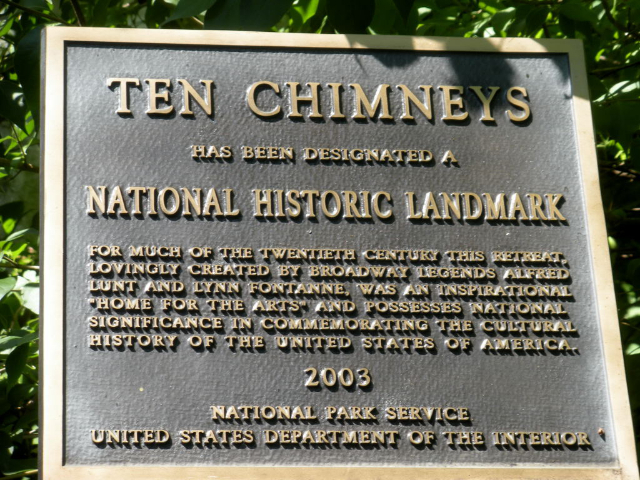 TEN CHIMNEYS
HAS BEEN DESIGNATED A
NATIONAL HISTORIC LANDMARK
FOR MUCH OF THE TWENTIETH CENTURY THIS RETREAT,
LOVINGLY CREATED BY BROADWAY LEGENDS ALFRED
LUNT AND LYNN FONTANNE, WAS AN INSPIRATIONAL
"HOME FOR THE ARTS" AND POSSESSES NATIONAL
SIGNIFICANCE IN COMMEMORATING THE CULTURAL
HISTORY OF THE UNITED STATES OF AMERICA.
2003
NATIONAL PARK SERVICE
UNITED STATES DEPARTMENT OF THE INTERIOR